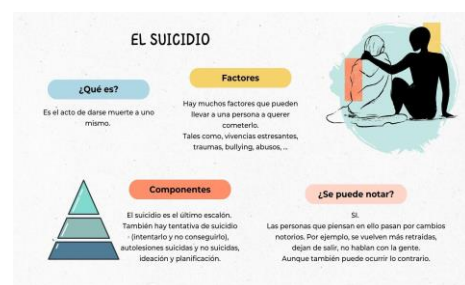 EL SUICIDIO
¿Qué es?
Es el acto de darse muerte a uno
mismo.
Factores
Hay muchos factores que pueden
llevar a una persona a querer
cometerlo.
Tales como, vivencias estresantes,
traumas, bullying, abusos, ...
Componentes
El suicidio es el último escalón.
También hay tentativa de suicidio
- (intentarlo y no conseguirlo),
autolesiones suicidas y no suicidas,
ideación y planificación.
¿Se puede notar?
SI.
Las personas que piensan en ello pasan por cambios
notorios. Por ejemplo, se vuelven más retraidas,
dejan de salir, no hablan con la gente.
Aunque también puede ocurrir lo contrario.